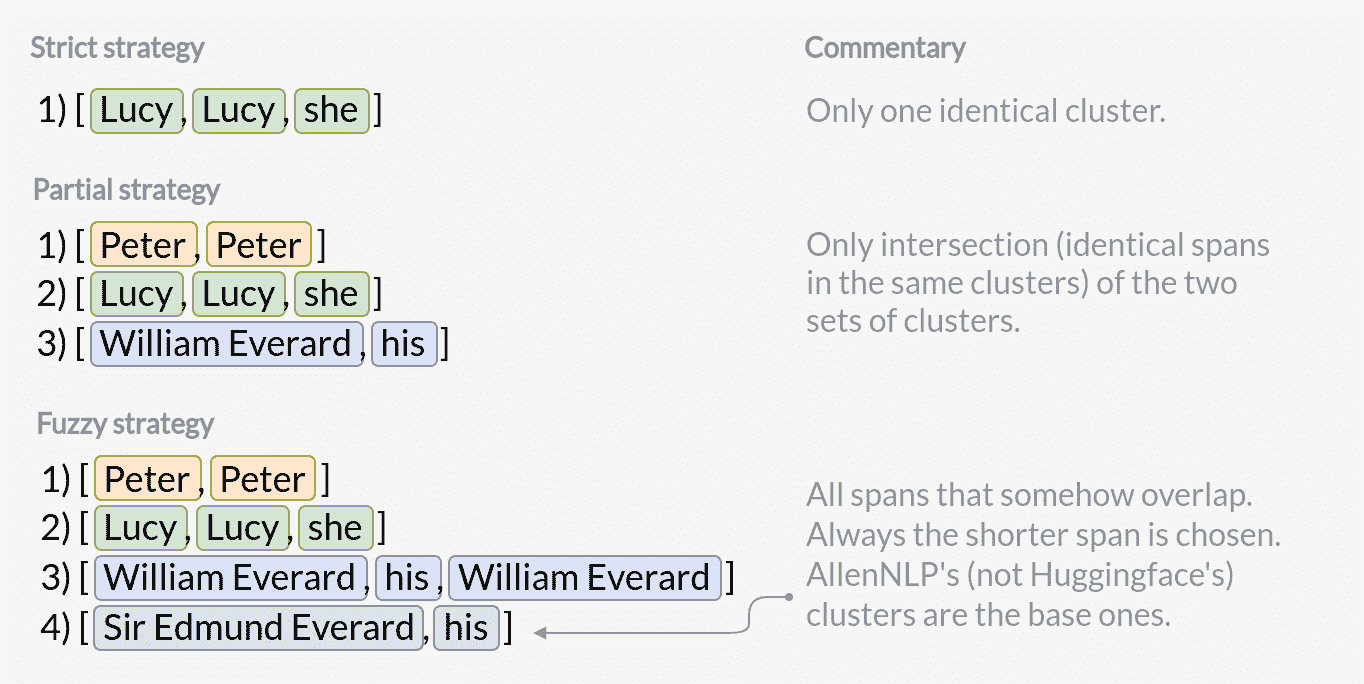 Strict strategy
Commentary
1) [ Lucy, Lucy, she ]
Only one identical cluster.
Partial strategy
1) [ Peter, Peter ]
2) [ Lucy, Lucy, she ]
3) [ William Everard, his ]
Only intersection (identical spans
in the same clusters) of the two
sets of clusters.
Fuzzy strategy
1) [ Peter, Peter ]
2) [ Lucy, Lucy, she ]
3) [ William Everard, his, William Everard ]
4) [ Sir Edmund Everard, his ]
All spans that somehow overlap.
Always the shorter span is chosen.
AllenNLP's (not Huggingface's)
clusters are the base ones.